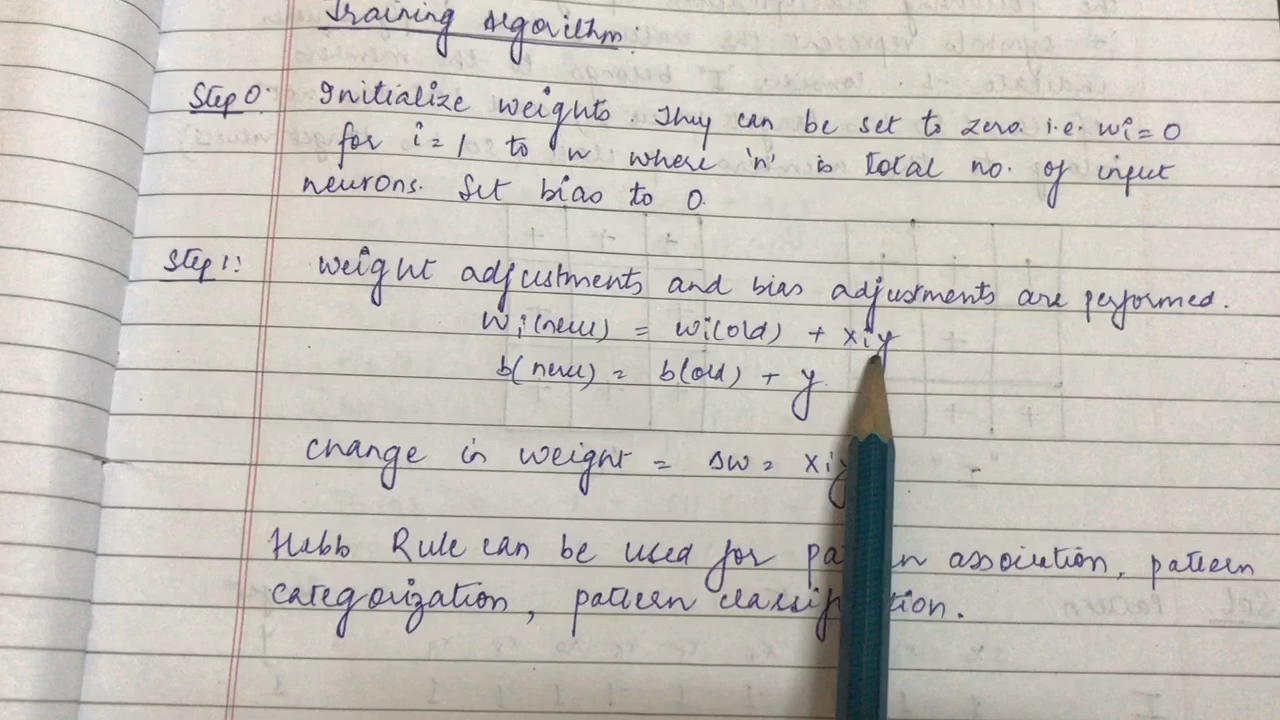 Training Algorithm:
Step 0: Initialize weights. They can be set to zero. i.e. wi = 0
for i = 1 to n where 'n' is total no. of input
neurons. Set bias to 0.
Step 1: Weight adjustments and bias adjustments are performed.
wi(new) = wi(old) + xiy
b(new) = b(old) + y
change in weight = Δw = xiy
Hebb Rule can be used for pa n association, pattern
categorization, pattern classif tion.